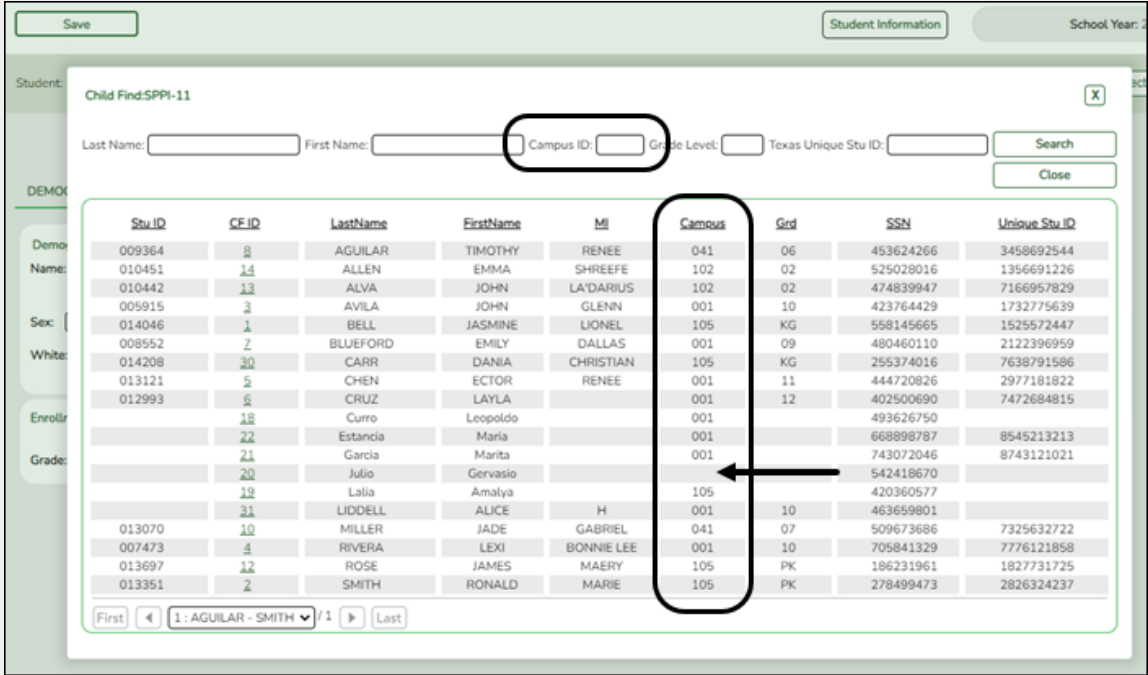 Save Student Information School Year: 2
Student:
Child Find:SPPI-11 X
Last Name: First Name: Campus ID: Grade Level: Texas Unique Stu ID: Search
Close
DEMO
Stu ID CF ID LastName FirstName MI Campus Grd SSN Unique Stu ID
009364 8 AGUILAR TIMOTHY RENEE 041 06 453624266 3458692544
010451 14 ALLEN EMMA SHREEFE 102 02 525028016 1356691226
010442 13 ALVA JOHN LA'DARIUS 102 02 474839947 7166957829
005915 3 AVILA JOHN GLENN 001 10 423764429 1732775639
014046 1 BELL JASMINE LIONEL 105 KG 558145665 1525572447
008552 7 BLUEFORD EMILY DALLAS 001 09 480460110 2122396959
014208 30 CARR DANIA CHRISTIAN 105 KG 255374016 7638791586
013121 5 CHEN ECTOR RENEE 001 11 444720826 2977181822
012993 6 CRUZ LAYLA 001 12 402500690 7472684815
18 Curro Leopoldo 001 493626750
22 Estancia Maria 001 668898787 8545213213
21 Garcia Marita 001 743072046 8743121021
20 Julio Gervasio 542418670
19 Lalia Amalya 105 420360577
31 LIDDELL ALICE H 001 10 463659801
013070 10 MILLER JADE GABRIEL 041 07 509673686 7325632722
007473 4 RIVERA LEXI BONNIE LEE 001 10 705841329 7776121858
013697 12 ROSE JAMES MAERY 105 PK 186231961 1827731725
013351 2 SMITH RONALD MARIE 105 PK 278499473 2826324237
First 1 : AGUILAR - SMITH / 1 Last
Demo
Name:
Sex:
White:
Enrollr
Grade: